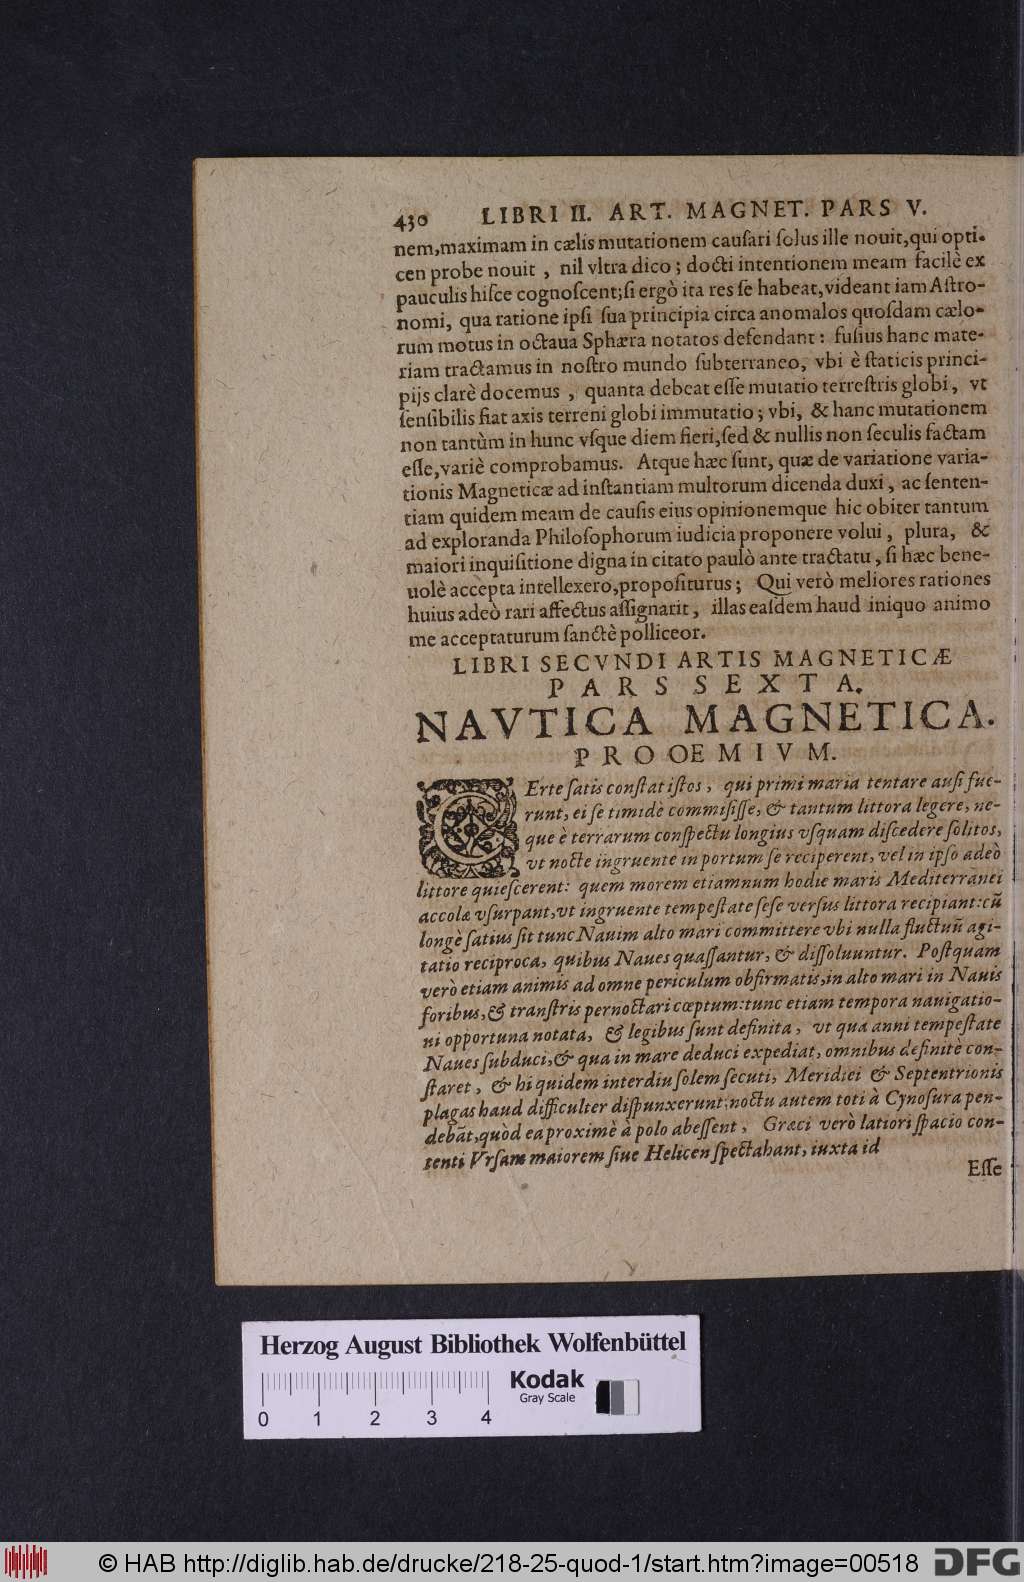 430 LIBRI II. ART. MAGNET. PARS V.
nem,maximam in cælis mutationem causari ſolus ille nouit,qui opti-
cen probe nouit , nil vltra dico ; docti intentionem meam facilè ex
pauculis hiſce cognoſcent;ſi ergò ita res ſe habeat,videant iam Aſtro-
nomi, qua ratione ipſi ſua principia circa anomalos quoſdam cælo-
rum motus in octaua Sphæra notatos defendant : fuſius hanc mate-
riam tractamus in noſtro mundo ſubterraneo, vbi è ſtaticis princi-
pijs clarè docemus , quanta debeat eſſe mutatio terreſtris globi , vt
ſenſibilis fiat axis terreni globi immutatio ; vbi, & hanc mutationem
non tantùm in hunc vſque diem fieri,ſed & nullis non ſeculis factam
eſſe,variè comprobamus. Atque hæc ſunt, quæ de variatione varia-
tionis Magneticæ ad inſtantiam multorum dicenda duxi , ac ſenten-
tiam quidem meam de cauſis eius opinionemque hic obiter tantum
ad exploranda Philoſophorum iudicia proponere volui , plura, &
maiori inquiſitione digna in citato paulò ante tractatu , ſi hæc bene-
uolè accepta intellexero,propoſiturus ; Qui verò meliores rationes
huius adeò rari affectus aſſignarit , illas eaſdem haud iniquo animo
me acceptaturum ſanctè polliceor.
LIBRI SECVNDI ARTIS MAGNETICÆ
PARS SEXTA.
NAVTICA MAGNETICA.
PROOEMIVM.
CErte ſatis conſtat iſtos , qui primi maria tentare auſi fue-
runt, ei ſe timidè commiſiſſe, & tantum littora legere, ne-
que è terrarum conſpectu longius vſquam diſcedere ſolitos,
vt nocte ingruente in portum ſe reciperent, vel in ipſo adeò
littore quieſcerent: quem morem etiamnum hodie maris Mediterranei
accolæ vſurpant,vt ingruente tempeſtate ſeſe verſus littora recipiant:cũ
longè ſatius ſit tunc Nauim alto mari committere vbi nulla fluctuũ agi-
tatio reciproca, quibus Naues quaſſantur, & diſſoluuntur. Poſtquam
verò etiam animis ad omne periculum obfirmatis,in alto mari in Nauis
foribus,& tranſtris pernoctari cœptum:tunc etiam tempora nauigatio-
ni opportuna notata, & legibus ſunt definita , vt qua anni tempeſtate
Naues ſubduci,& qua in mare deduci expediat, omnibus definitè con-
ſtaret , & hi quidem interdiu ſolem ſecuti, Meridiei & Septentrionis
plagas haud difficulter diſpunxerunt:noctu autem toti à Cynoſura pen-
debãt,quòd ea proximè à polo abeſſent , Græci verò latiori ſpacio con-
tenti Vrſam maiorem ſiue Helicen ſpectabant, iuxta id
Eſſe
Herzog August Bibliothek Wolfenbüttel
Kodak
Gray Scale
0 1 2 3 4
© HAB http://diglib.hab.de/drucke/218-25-quod-1/start.htm?image=00518
DFG